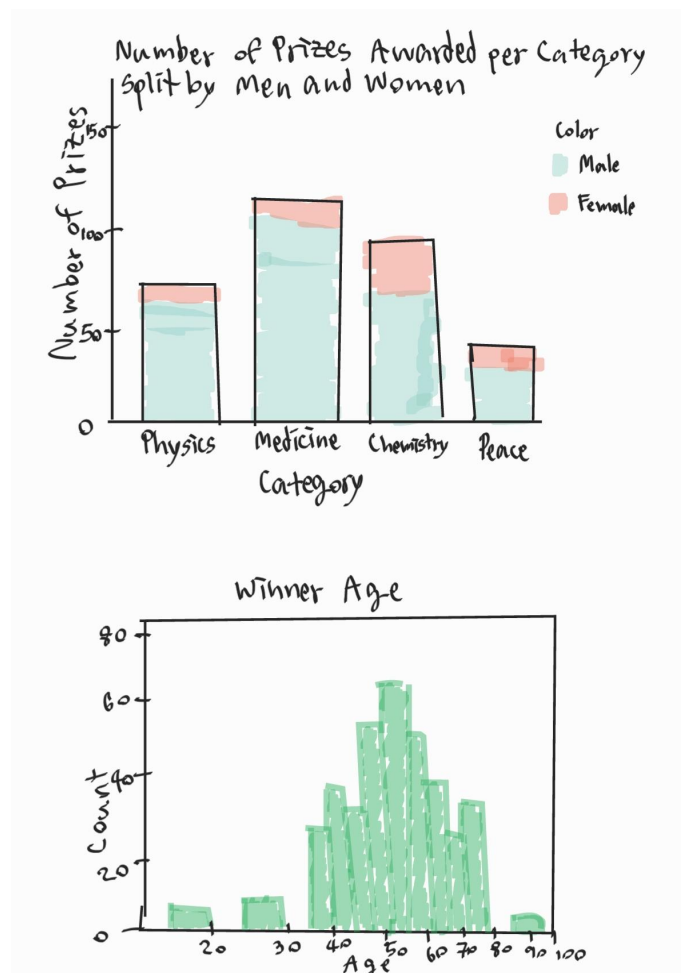 Number of Prizes Awarded per Category
Split by Men and Women
Number of Prizes
150
100
50
0
Color
Male
Female
Physics Medicine Chemistry Peace
Category
Winner Age
Count
80
60
40
20
0
20 30 40 50 60 70 80 90 100
Age